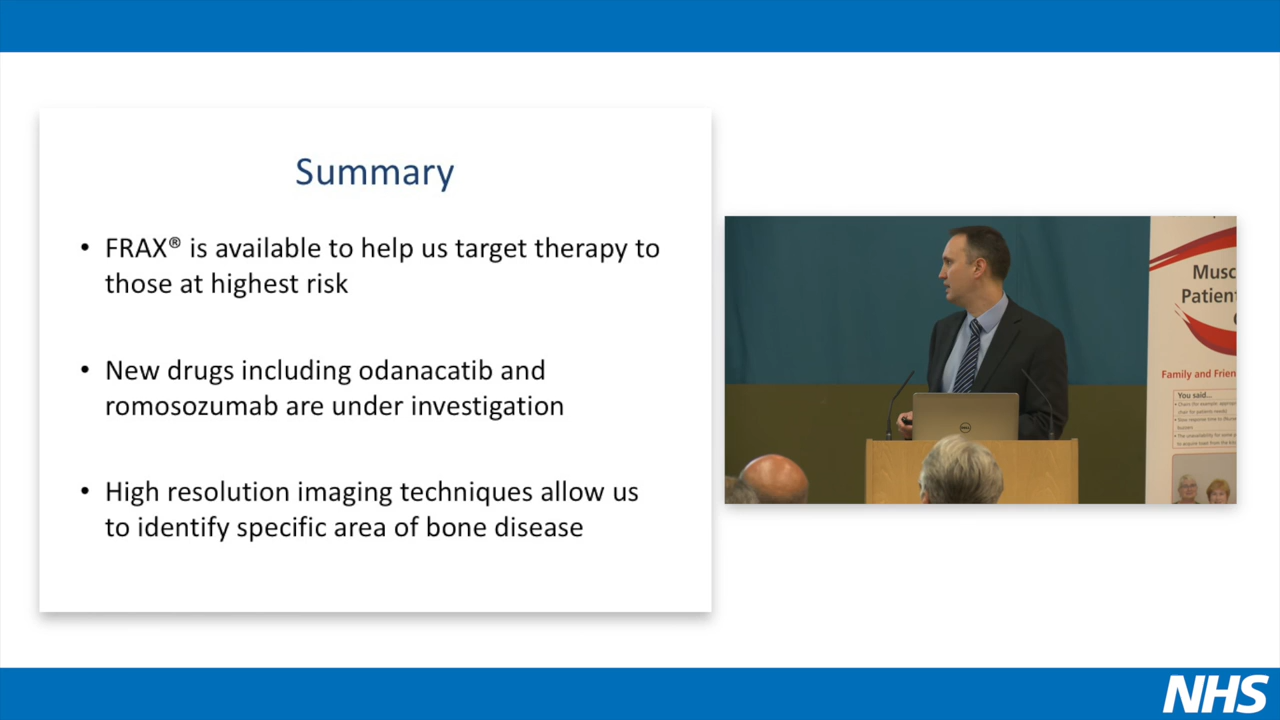 Summary
• FRAX® is available to help us target therapy to
those at highest risk
• New drugs including odanacatib and
romosozumab are under investigation
• High resolution imaging techniques allow us
to identify specific area of bone disease
Musc
Patien
Family and Frien
You said...
DELL
NHS